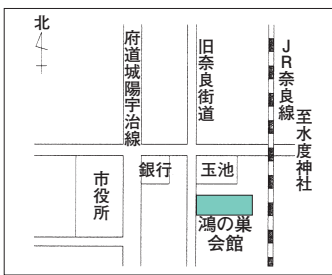 北
府道城陽宇治線
旧奈良街道
JR奈良線
至水度神社
市役所
銀行
玉池
鴻の巣
会館